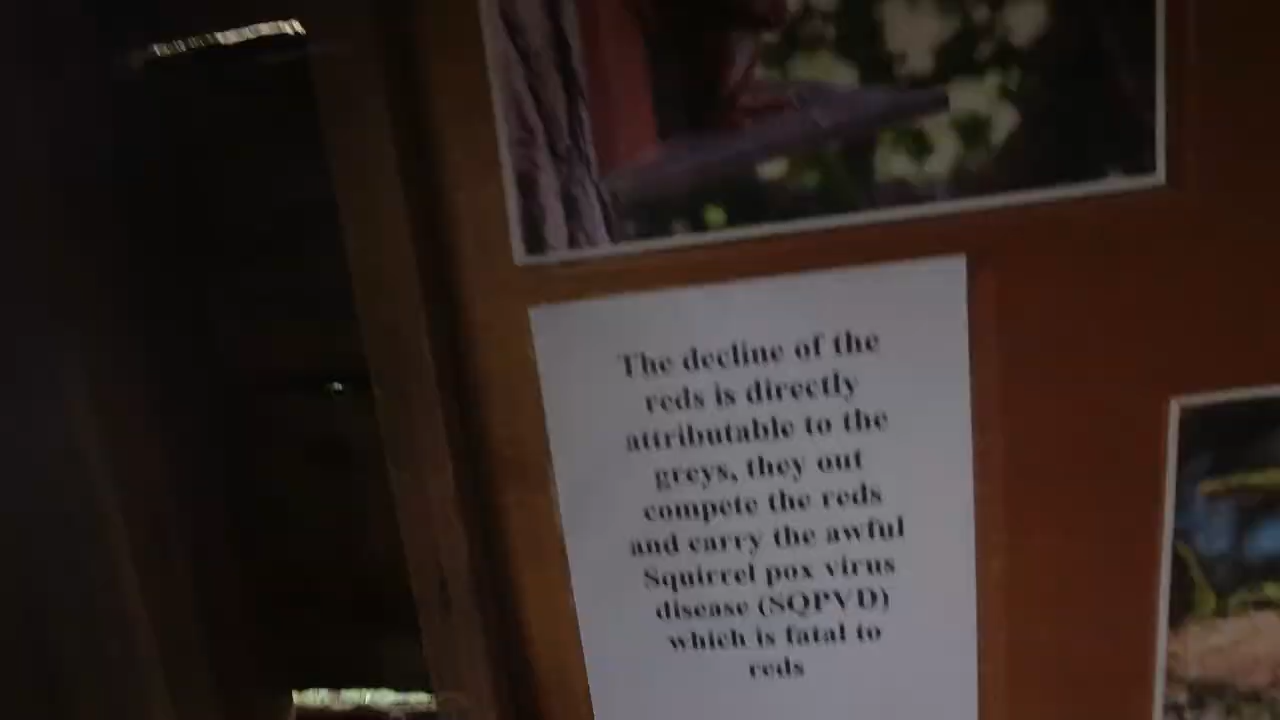 The decline of the
reds is directly
attributable to the
greys, they out
compete the reds
and carry the awful
Squirrel pox virus
disease (SQPVD)
which is fatal to
reds